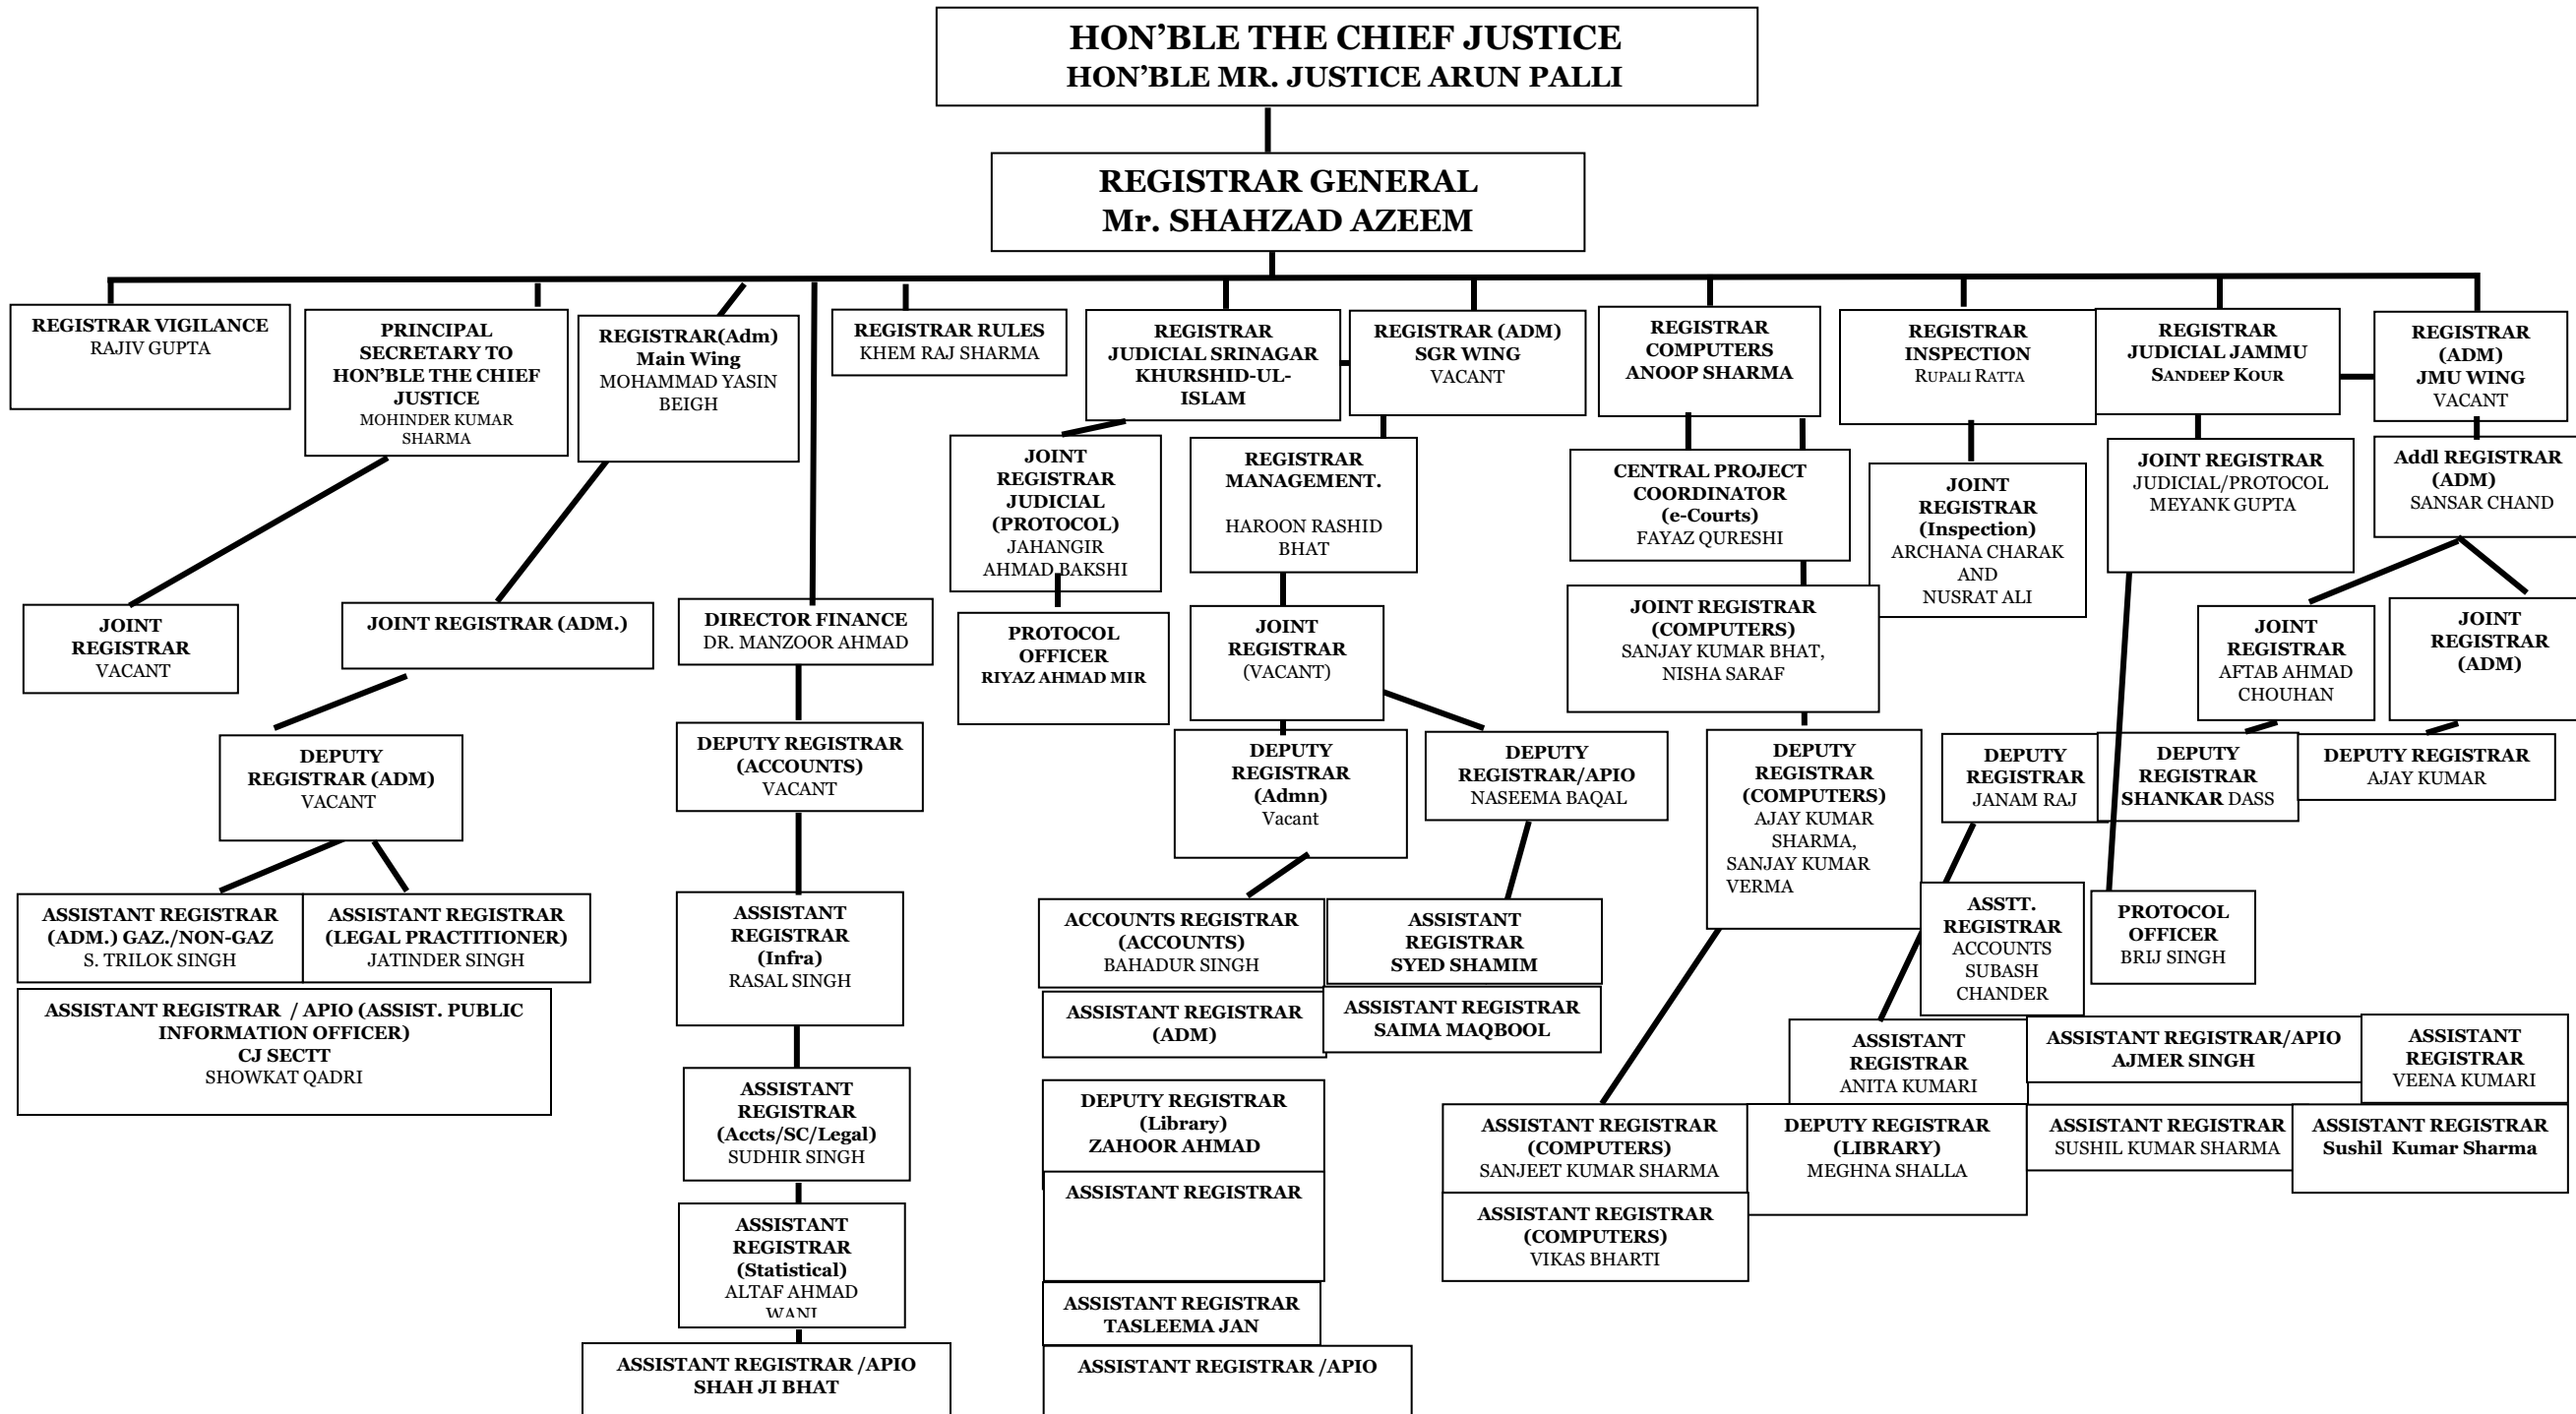 HON’BLE THE CHIEF JUSTICE
HON’BLE MR. JUSTICE ARUN PALLI
REGISTRAR GENERAL
Mr. SHAHZAD AZEEM
REGISTRAR VIGILANCE
RAJIV GUPTA
PRINCIPAL
SECRETARY TO
HON’BLE THE CHIEF
JUSTICE
MOHINDER KUMAR
SHARMA
REGISTRAR(Adm)
Main Wing
MOHAMMAD YASIN
BEIGH
REGISTRAR RULES
KHEM RAJ SHARMA
REGISTRAR
JUDICIAL SRINAGAR
KHURSHID-UL-
ISLAM
REGISTRAR (ADM)
SGR WING
VACANT
REGISTRAR
COMPUTERS
ANOOP SHARMA
REGISTRAR
INSPECTION
RUPALI RATTA
REGISTRAR
JUDICIAL JAMMU
SANDEEP KOUR
REGISTRAR
(ADM)
JMU WING
VACANT
JOINT
REGISTRAR
JUDICIAL
(PROTOCOL)
JAHANGIR
AHMAD BAKSHI
REGISTRAR
MANAGEMENT.
HAROON RASHID
BHAT
CENTRAL PROJECT
COORDINATOR
(e-Courts)
FAYAZ QURESHI
JOINT
REGISTRAR
(Inspection)
ARCHANA CHARAK
AND
NUSRAT ALI
JOINT REGISTRAR
JUDICIAL/PROTOCOL
MEYANK GUPTA
Addl REGISTRAR
(ADM)
SANSAR CHAND
JOINT
REGISTRAR
VACANT
JOINT REGISTRAR (ADM.)
DIRECTOR FINANCE
DR. MANZOOR AHMAD
PROTOCOL
OFFICER
RIYAZ AHMAD MIR
JOINT
REGISTRAR
(VACANT)
JOINT REGISTRAR
(COMPUTERS)
SANJAY KUMAR BHAT,
NISHA SARAF
JOINT
REGISTRAR
AFTAB AHMAD
CHOUHAN
JOINT
REGISTRAR
(ADM)
DEPUTY
REGISTRAR (ADM)
VACANT
DEPUTY REGISTRAR
(ACCOUNTS)
VACANT
DEPUTY
REGISTRAR
(Admn)
Vacant
DEPUTY
REGISTRAR/APIO
NASEEMA BAQAL
DEPUTY
REGISTRAR
(COMPUTERS)
AJAY KUMAR
SHARMA,
SANJAY KUMAR
VERMA
DEPUTY
REGISTRAR
JANAM RAJ
DEPUTY
REGISTRAR
SHANKAR DASS
DEPUTY REGISTRAR
AJAY KUMAR
ASSISTANT REGISTRAR
(ADM.) GAZ./NON-GAZ
S. TRILOK SINGH
ASSISTANT REGISTRAR
(LEGAL PRACTITIONER)
JATINDER SINGH
ASSISTANT
REGISTRAR
(Infra)
RASAL SINGH
ACCOUNTS REGISTRAR
(ACCOUNTS)
BAHADUR SINGH
ASSISTANT
REGISTRAR
SYED SHAMIM
ASSTT.
REGISTRAR
ACCOUNTS
SUBASH
CHANDER
PROTOCOL
OFFICER
BRIJ SINGH
ASSISTANT REGISTRAR / APIO (ASSIST. PUBLIC
INFORMATION OFFICER)
CJ SECTT
SHOWKAT QADRI
ASSISTANT REGISTRAR
(ADM)
ASSISTANT REGISTRAR
SAIMA MAQBOOL
ASSISTANT
REGISTRAR
ANITA KUMARI
ASSISTANT REGISTRAR/APIO
AJMER SINGH
ASSISTANT
REGISTRAR
VEENA KUMARI
ASSISTANT
REGISTRAR
(Accts/SC/Legal)
SUDHIR SINGH
DEPUTY REGISTRAR
(Library)
ZAHOOR AHMAD
ASSISTANT REGISTRAR
(COMPUTERS)
SANJEET KUMAR SHARMA
DEPUTY REGISTRAR
(LIBRARY)
MEGHNA SHALLA
ASSISTANT REGISTRAR
SUSHIL KUMAR SHARMA
ASSISTANT REGISTRAR
Sushil Kumar Sharma
ASSISTANT REGISTRAR
ASSISTANT REGISTRAR
(COMPUTERS)
VIKAS BHARTI
ASSISTANT
REGISTRAR
(Statistical)
ALTAF AHMAD
WANI
ASSISTANT REGISTRAR
TASLEEMA JAN
ASSISTANT REGISTRAR /APIO
SHAH JI BHAT
ASSISTANT REGISTRAR /APIO